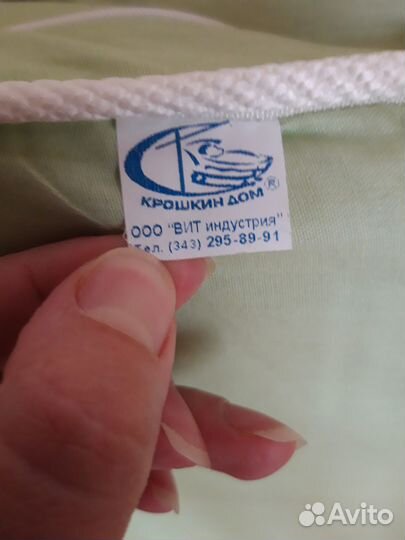 КРОШКИН ДОМ ®
ООО "ВИТ индустрия"
Тел. (343) 295-89-91
Avito